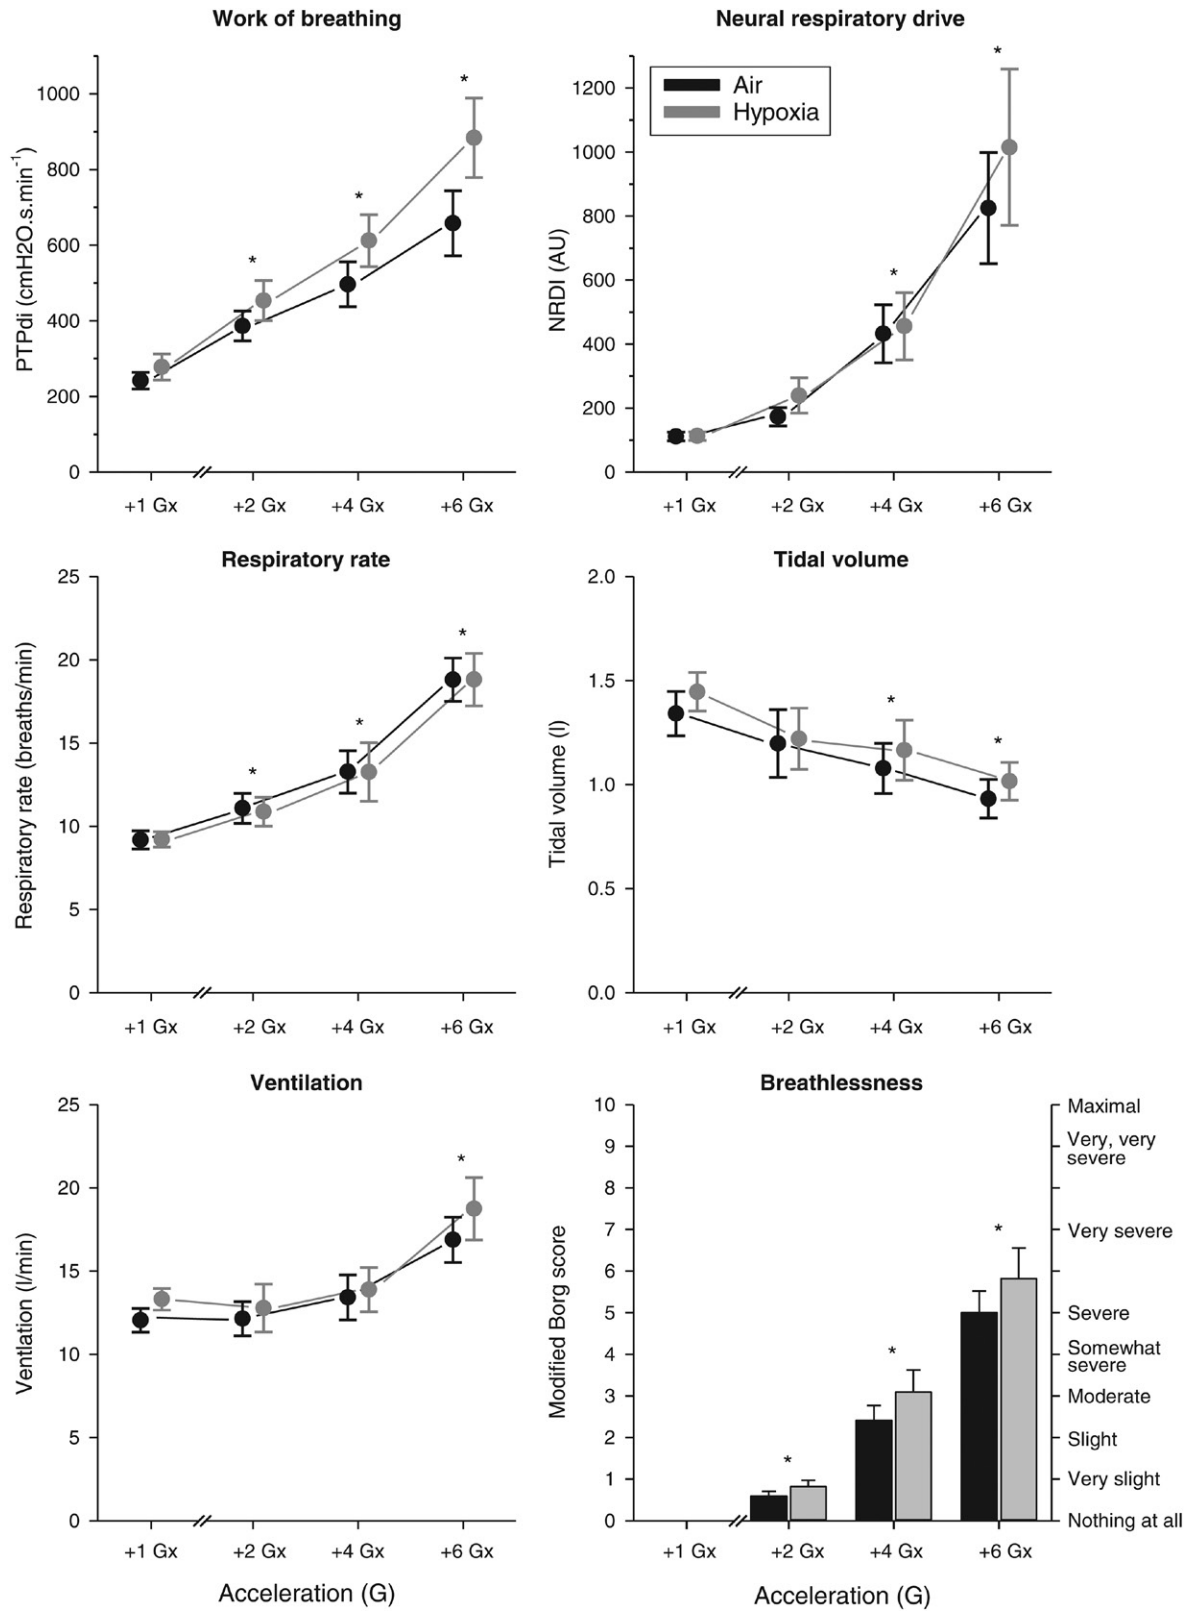 Work of breathing
PTPdi (cmH2O.s.min⁻¹)
1000
800
600
400
200
0
*
*
*
+1 Gx
+2 Gx
+4 Gx
+6 Gx
Neural respiratory drive
NRDI (AU)
1200
1000
800
600
400
200
0
Air
Hypoxia
*
*
+1 Gx
+2 Gx
+4 Gx
+6 Gx
Respiratory rate
Respiratory rate (breaths/min)
25
20
15
10
5
0
*
*
*
+1 Gx
+2 Gx
+4 Gx
+6 Gx
Tidal volume
Tidal volume (l)
2.0
1.5
1.0
0.5
0.0
*
*
+1 Gx
+2 Gx
+4 Gx
+6 Gx
Ventilation
Ventlation (l/min)
25
20
15
10
5
0
*
+1 Gx
+2 Gx
+4 Gx
+6 Gx
Acceleration (G)
Breathlessness
Modified Borg score
10
9
8
7
6
5
4
3
2
1
0
*
*
*
Maximal
Very, very
severe
Very severe
Severe
Somewhat
severe
Moderate
Slight
Very slight
Nothing at all
+1 Gx
+2 Gx
+4 Gx
+6 Gx
Acceleration (G)